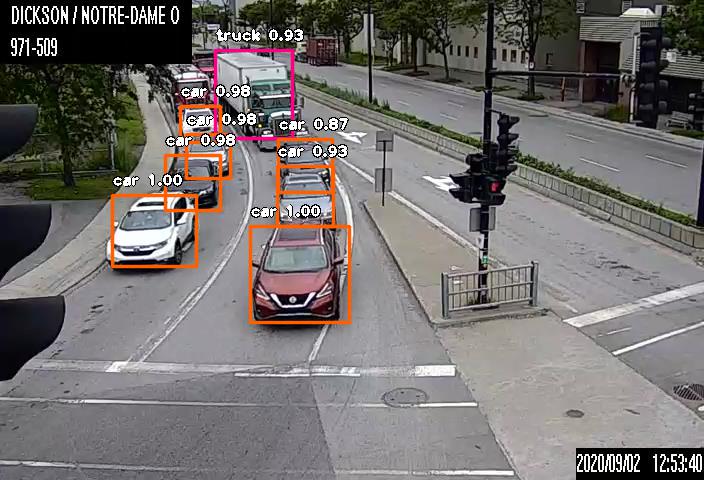 DICKSON / NOTRE-DAME O
971-509
truck 0.93
car 0.98
car 0.98
car 0.87
car 0.98
car 0.93
car 1.00
car 1.00
2020/09/02 12:53:40